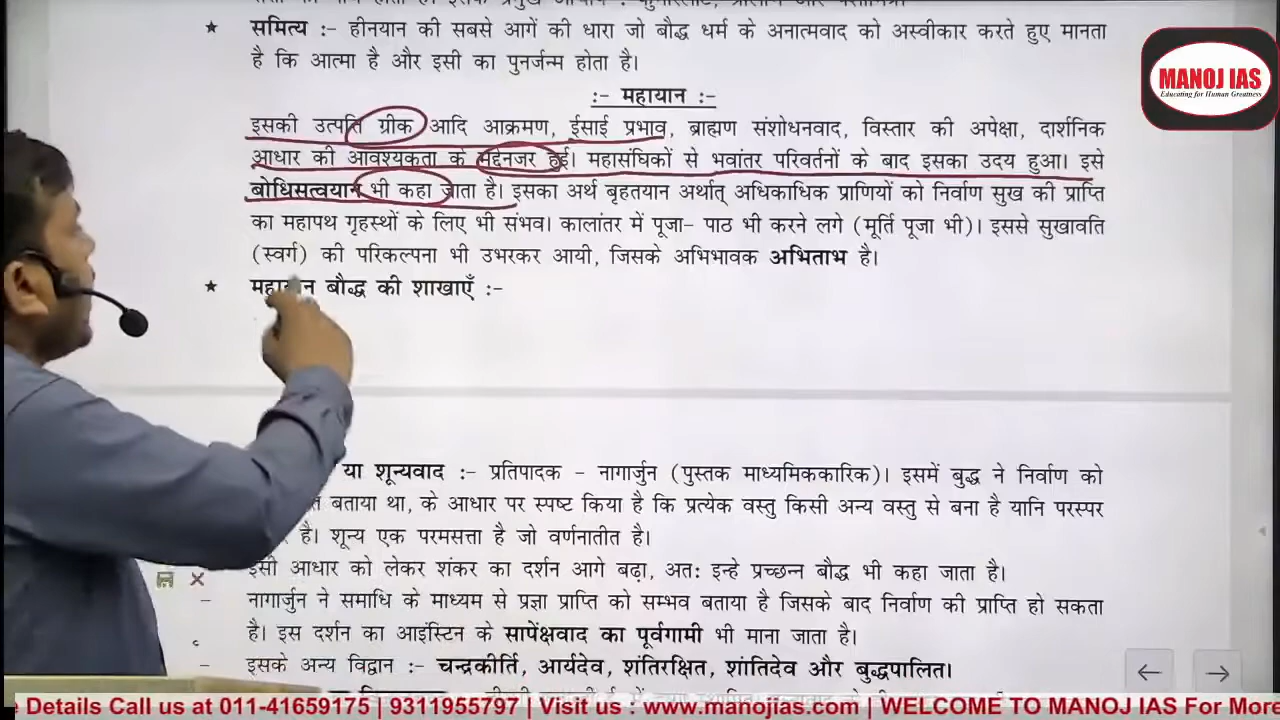 समित्य :- हीनयान की सबसे आगें की धारा जो बौद्ध धर्म के अनात्मवाद को अस्वीकार करते हुए मानता
है कि आत्मा है और इसी का पुनर्जन्म होता है।
:- महायान :-
इसकी उत्पति ग्रीक आदि आक्रमण, ईसाई प्रभाव, ब्राह्मण संशोधनवाद, विस्तार की अपेक्षा, दार्शनिक
आधार की आवश्यकता के मद्देनजर हुई। महासंघिकों से भवांतर परिवर्तनों के बाद इसका उदय हुआ। इसे
बोधिसत्वयान भी कहा जाता है। इसका अर्थ बृहतयान अर्थात् अधिकाधिक प्राणियों को निर्वाण सुख की प्राप्ति
का महापथ गृहस्थों के लिए भी संभव। कालांतर में पूजा- पाठ भी करने लगे (मूर्ति पूजा भी)। इससे सुखावति
(स्वर्ग) की परिकल्पना भी उभरकर आयी, जिसके अभिभावक अभिताभ है।
बौद्ध की शाखाएँ :-
या शून्यवाद :- प्रतिपादक - नागार्जुन (पुस्तक माध्यमिककारिक)। इसमें बुद्ध ने निर्वाण को
बताया था, के आधार पर स्पष्ट किया है कि प्रत्येक वस्तु किसी अन्य वस्तु से बना है यानि परस्पर
है। शून्य एक परमसत्ता है जो वर्णनातीत है।
इसी आधार को लेकर शंकर का दर्शन आगे बढ़ा, अतः इन्हे प्रच्छन्न बौद्ध भी कहा जाता है।
- नागार्जुन ने समाधि के माध्यम से प्रज्ञा प्राप्ति को सम्भव बताया है जिसके बाद निर्वाण की प्राप्ति हो सकता
है। इस दर्शन का आइंस्टिन के सापेंक्षवाद का पूर्वगामी भी माना जाता है।
- इसके अन्य विद्वान :- चन्द्रकीर्ति, आर्यदेव, शंतिरक्षित, शांतिदेव और बुद्धपालित।
MANOJ IAS
Educating for Human Greatness
Details Call us at 011-41659175 | 9311955797 | Visit us : www.manojias.com | WELCOME TO MANOJ IAS For More